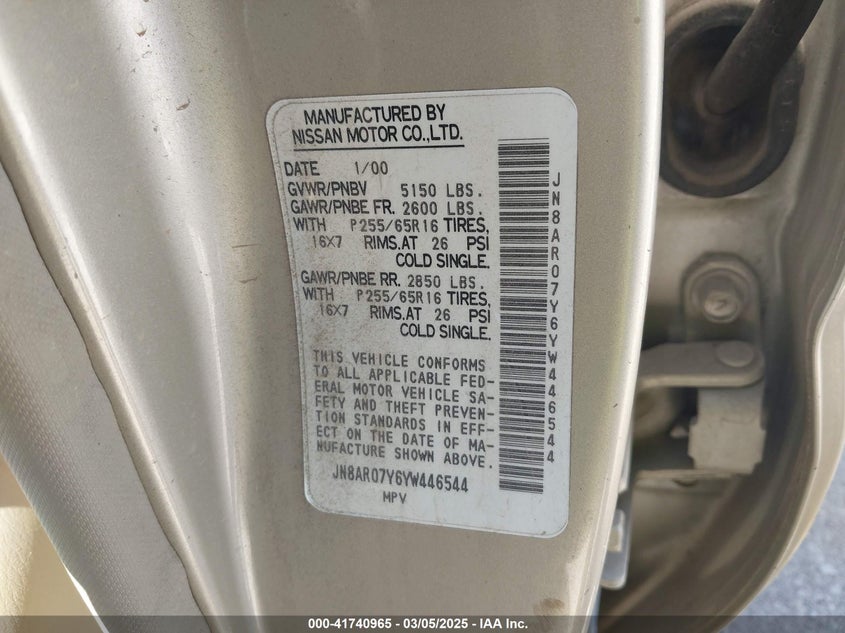 MANUFACTURED BY
NISSAN MOTOR CO.,LTD.
DATE 1/00
GVWR/PNBV 5150 LBS.
GAWR/PNBE FR. 2600 LBS.
WITH P255/65R16 TIRES,
16X7 RIMS.AT 26 PSI
COLD SINGLE.
GAWR/PNBE RR. 2850 LBS.
WITH P255/65R16 TIRES,
16X7 RIMS.AT 26 PSI
COLD SINGLE.
THIS VEHICLE CONFORMS
TO ALL APPLICABLE FED-
ERAL MOTOR VEHICLE SA-
FETY AND THEFT PREVEN-
TION STANDARDS IN EFF-
ECT ON THE DATE OF MA-
NUFACTURE SHOWN ABOVE.
JN8AR07Y6YW446544
MPV
JN8AR07Y6YW446544
000-41740965 - 03/05/2025 - IAA Inc.